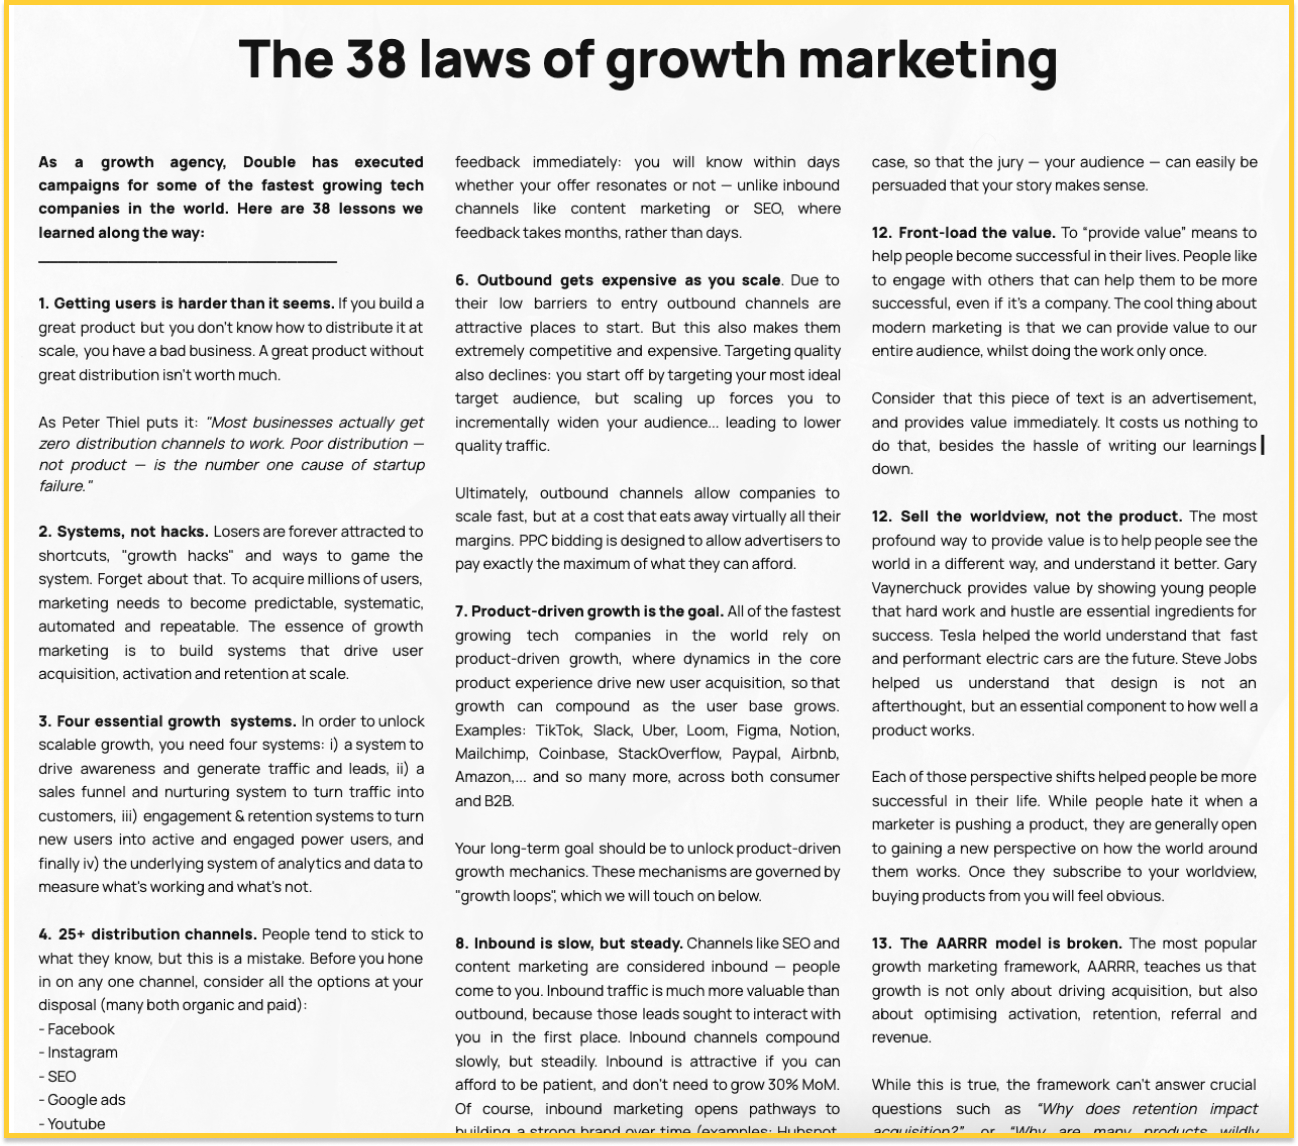 The 38 laws of growth marketing
As a growth agency, Double has executed
campaigns for some of the fastest growing tech
companies in the world. Here are 38 lessons we
learned along the way:
1. Getting users is harder than it seems. If you build a
great product but you don't know how to distribute it at
scale, you have a bad business. A great product without
great distribution isn't worth much.
As Peter Thiel puts it: "Most businesses actually get
zero distribution channels to work. Poor distribution —
not product — is the number one cause of startup
failure."
2. Systems, not hacks. Losers are forever attracted to
shortcuts, "growth hacks" and ways to game the
system. Forget about that. To acquire millions of users,
marketing needs to become predictable, systematic,
automated and repeatable. The essence of growth
marketing is to build systems that drive user
acquisition, activation and retention at scale.
3. Four essential growth systems. In order to unlock
scalable growth, you need four systems: i) a system to
drive awareness and generate traffic and leads, ii) a
sales funnel and nurturing system to turn traffic into
customers, iii) engagement & retention systems to turn
new users into active and engaged power users, and
finally iv) the underlying system of analytics and data to
measure what's working and what's not.
4. 25+ distribution channels. People tend to stick to
what they know, but this is a mistake. Before you hone
in on any one channel, consider all the options at your
disposal (many both organic and paid):
- Facebook
- Instagram
- SEO
- Google ads
- Youtube
feedback immediately: you will know within days
whether your offer resonates or not — unlike inbound
channels like content marketing or SEO, where
feedback takes months, rather than days.
6. Outbound gets expensive as you scale. Due to
their low barriers to entry outbound channels are
attractive places to start. But this also makes them
extremely competitive and expensive. Targeting quality
also declines: you start off by targeting your most ideal
target audience, but scaling up forces you to
incrementally widen your audience... leading to lower
quality traffic.
Ultimately, outbound channels allow companies to
scale fast, but at a cost that eats away virtually all their
margins. PPC bidding is designed to allow advertisers to
pay exactly the maximum of what they can afford.
7. Product-driven growth is the goal. All of the fastest
growing tech companies in the world rely on
product-driven growth, where dynamics in the core
product experience drive new user acquisition, so that
growth can compound as the user base grows.
Examples: TikTok, Slack, Uber, Loom, Figma, Notion,
Mailchimp, Coinbase, StackOverflow, Paypal, Airbnb,
Amazon,... and so many more, across both consumer
and B2B.
Your long-term goal should be to unlock product-driven
growth mechanics. These mechanisms are governed by
"growth loops", which we will touch on below.
8. Inbound is slow, but steady. Channels like SEO and
content marketing are considered inbound — people
come to you. Inbound traffic is much more valuable than
outbound, because those leads sought to interact with
you in the first place. Inbound channels compound
slowly, but steadily. Inbound is attractive if you can
afford to be patient, and don't need to grow 30% MoM.
Of course, inbound marketing opens pathways to
building a strong brand over time (examples: Hubspot,
case, so that the jury — your audience — can easily be
persuaded that your story makes sense.
12. Front-load the value. To “provide value” means to
help people become successful in their lives. People like
to engage with others that can help them to be more
successful, even if it's a company. The cool thing about
modern marketing is that we can provide value to our
entire audience, whilst doing the work only once.
Consider that this piece of text is an advertisement,
and provides value immediately. It costs us nothing to
do that, besides the hassle of writing our learnings
down.
12. Sell the worldview, not the product. The most
profound way to provide value is to help people see the
world in a different way, and understand it better. Gary
Vaynerchuck provides value by showing young people
that hard work and hustle are essential ingredients for
success. Tesla helped the world understand that fast
and performant electric cars are the future. Steve Jobs
helped us understand that design is not an
afterthought, but an essential component to how well a
product works.
Each of those perspective shifts helped people be more
successful in their life. While people hate it when a
marketer is pushing a product, they are generally open
to gaining a new perspective on how the world around
them works. Once they subscribe to your worldview,
buying products from you will feel obvious.
13. The AARRR model is broken. The most popular
growth marketing framework, AARRR, teaches us that
growth is not only about driving acquisition, but also
about optimising activation, retention, referral and
revenue.
While this is true, the framework can't answer crucial
questions such as “Why does retention impact
acquisition?” or “Why are many products wildly